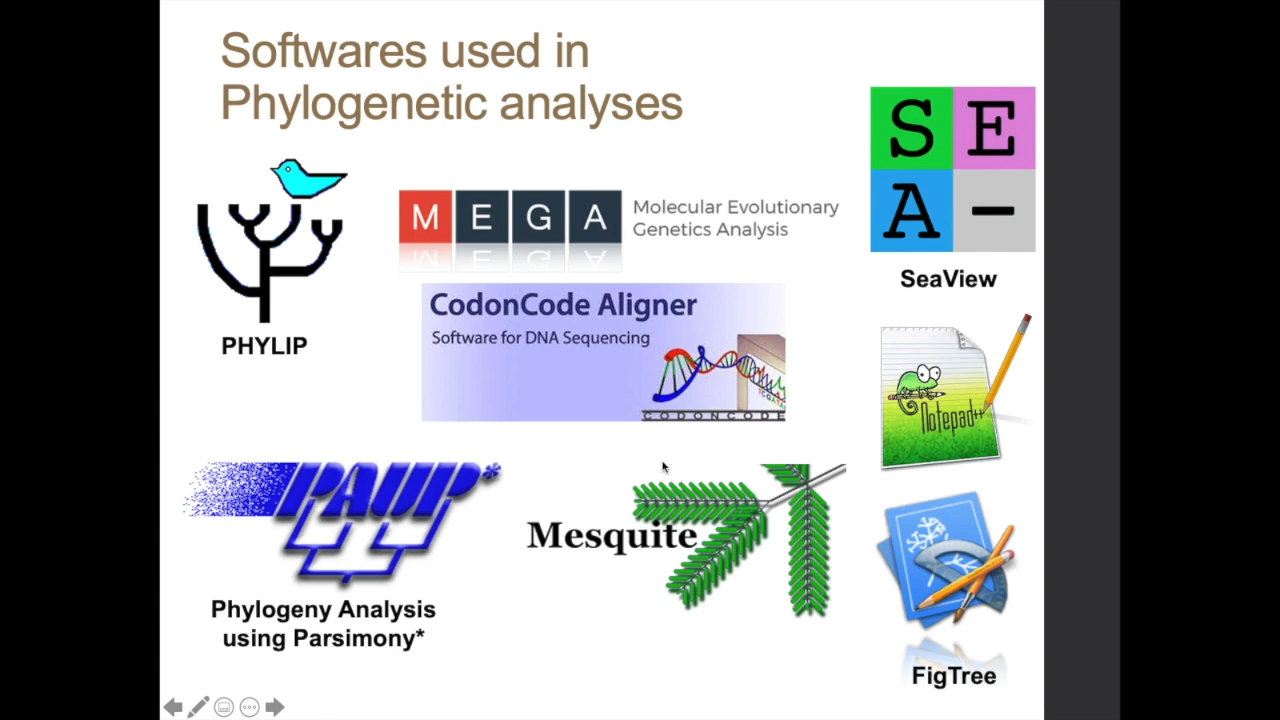 Softwares used in
Phylogenetic analyses
PHYLIP
M E G A
Molecular Evolutionary
Genetics Analysis
S E
A -
SeaView
CodonCode Aligner
Software for DNA Sequencing
CODONCODE
Notepad++
PAUP*
Phylogeny Analysis
using Parsimony*
Mesquite
FigTree